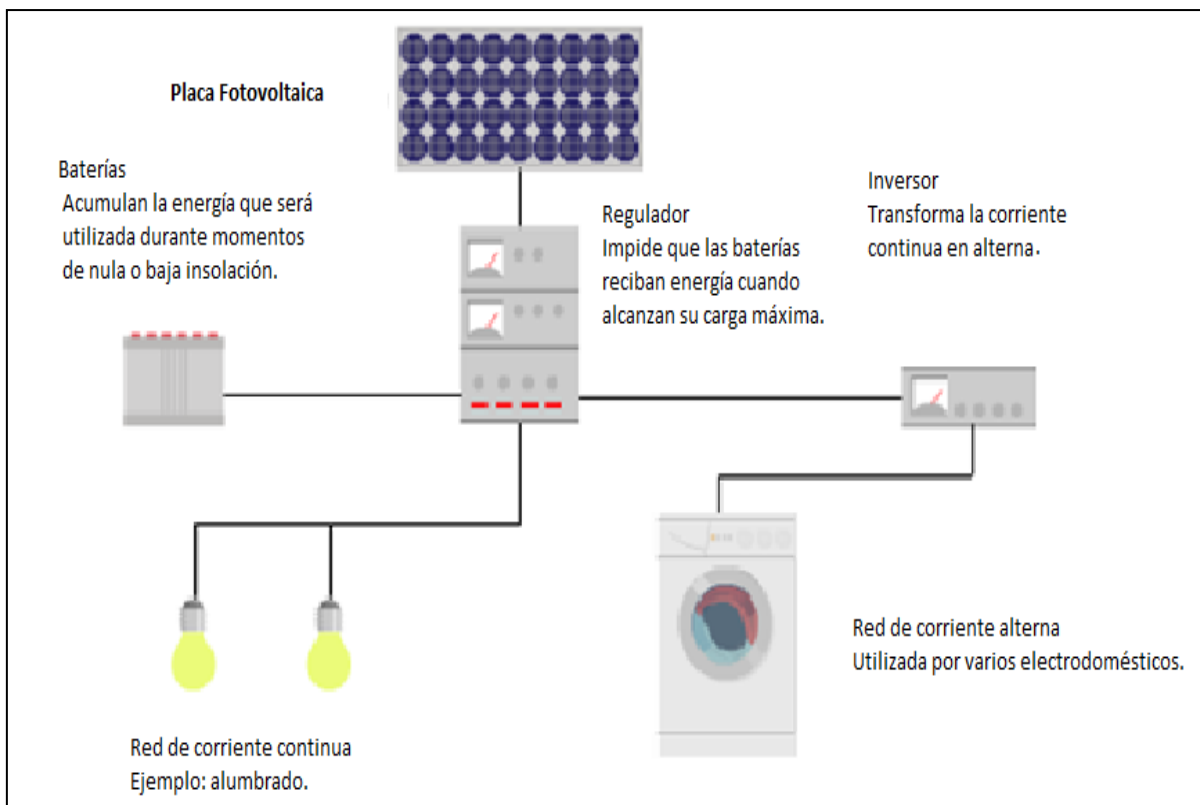 Placa Fotovoltaica
Baterías
Acumulan la energía que será
utilizada durante momentos
de nula o baja insolación.
Regulador
Impide que las baterías
reciban energía cuando
alcanzan su carga máxima.
Inversor
Transforma la corriente
continua en alterna.
Red de corriente alterna
Utilizada por varios electrodomésticos.
Red de corriente continua
Ejemplo: alumbrado.